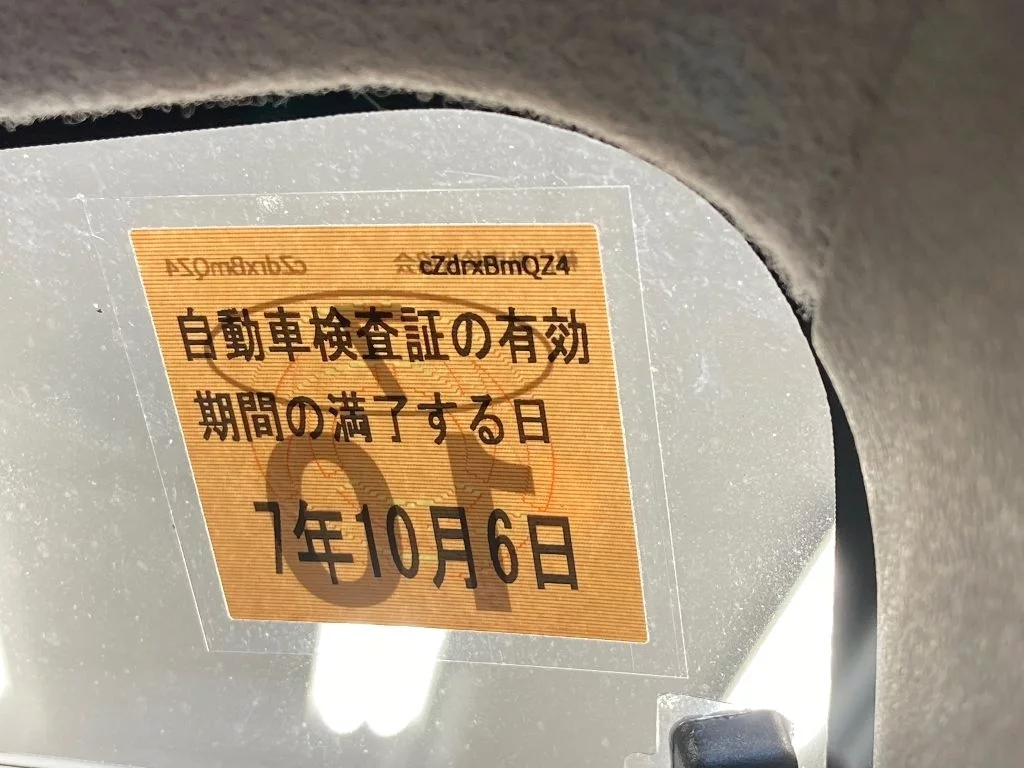 cZdrxBmQZ4
自動車検査証の有効
期間の満了する日
7年10月6日